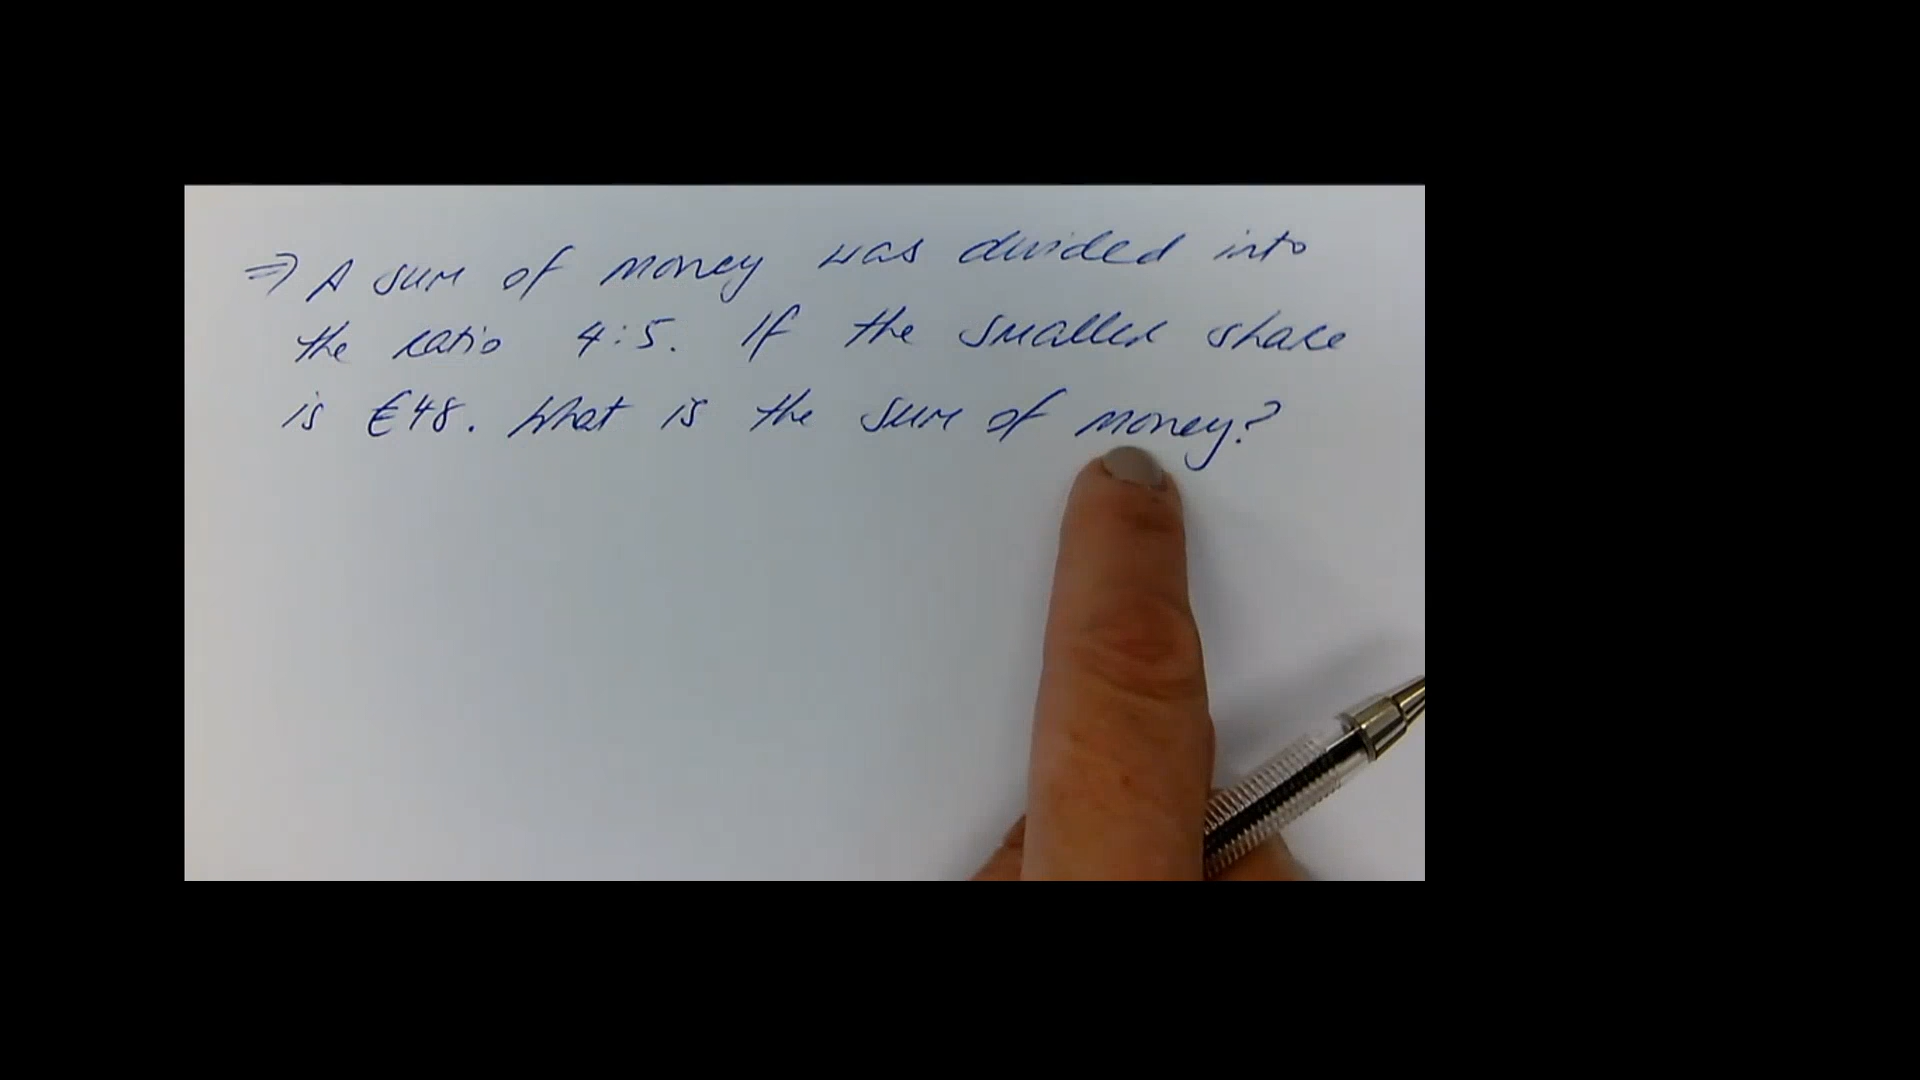 ⇒ A sum of money was divided into
the ratio 4:5. If the smaller share
is €48. What is the sum of money?